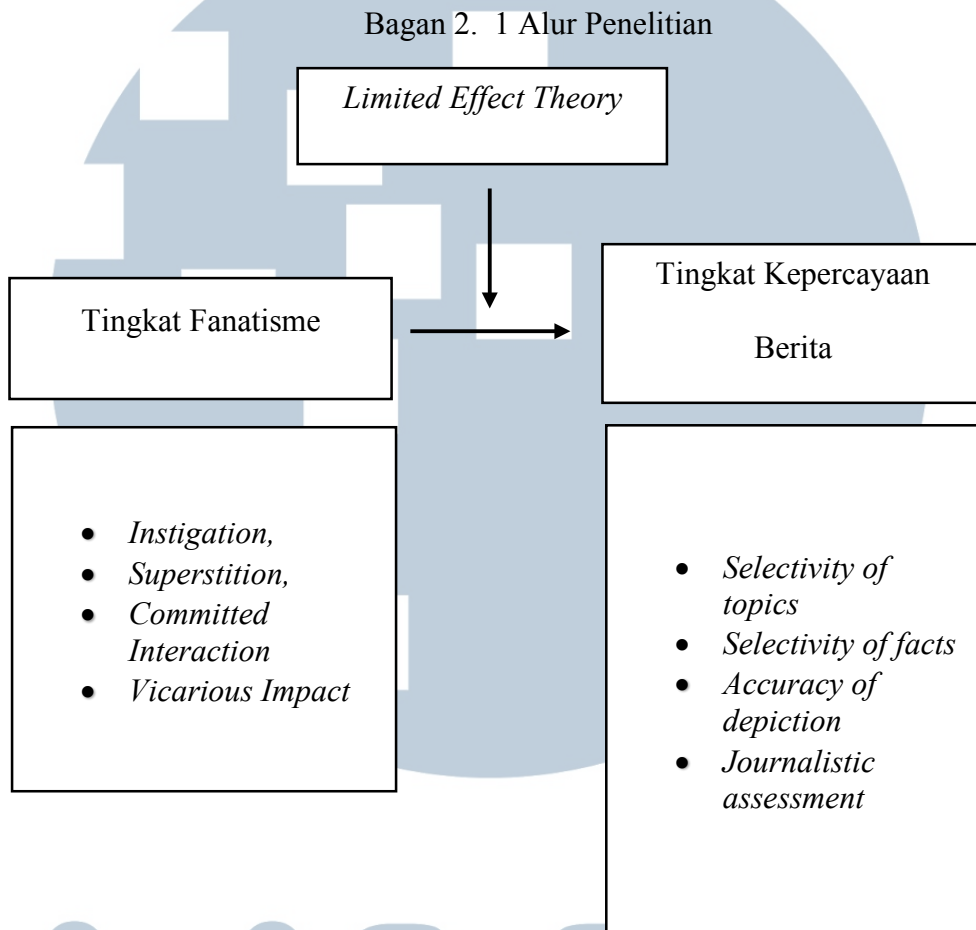 Bagan 2.  1 Alur Penelitian
Limited Effect Theory
Tingkat Fanatisme
Tingkat Kepercayaan
Berita
• Instigation,
• Superstition,
• Committed
Interaction
• Vicarious Impact
• Selectivity of
topics
• Selectivity of facts
• Accuracy of
depiction
• Journalistic
assessment